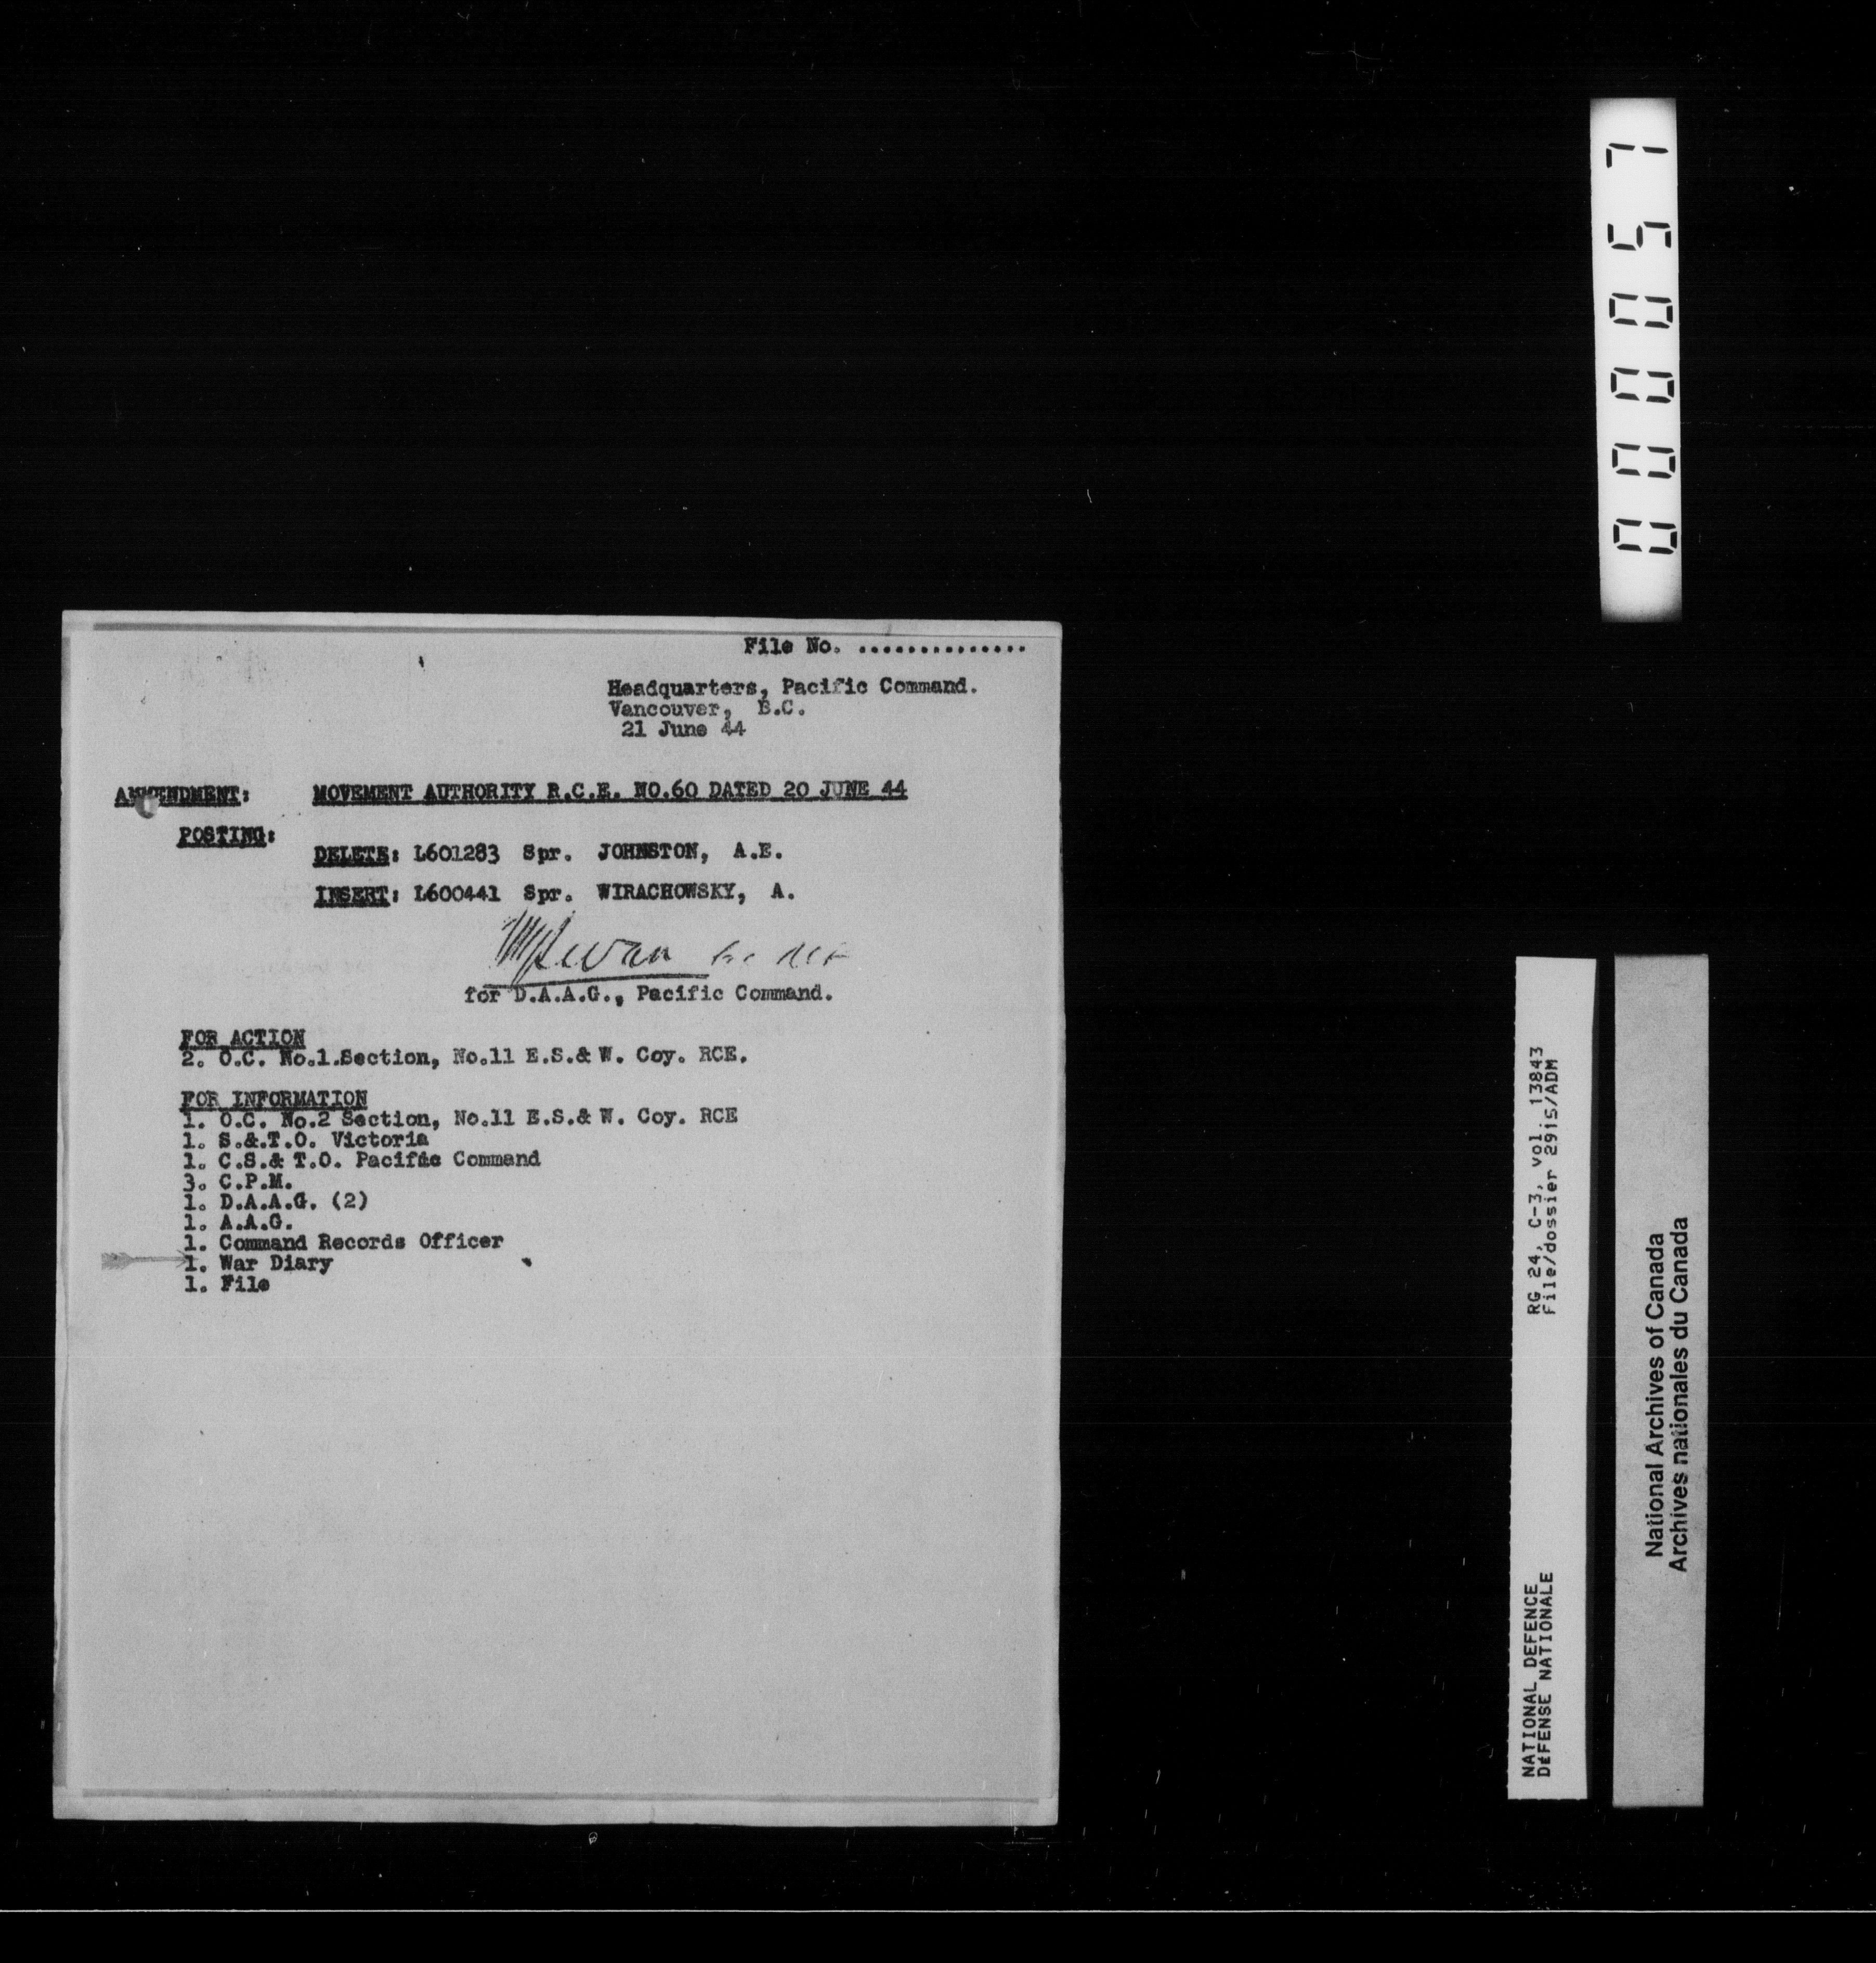 File No. ..............
Headquarters, Pacific Command.
Vancouver, B.C.
21 June 44
AMMENDMENT: MOVEMENT AUTHORITY R.C.E. NO.60 DATED 20 JUNE 44
POSTING:
DELETE: L601283 Spr. JOHNSTON, A.E.
INSERT: L600441 Spr. WIRACHOWSKY, A.
for D.A.A.G., Pacific Command.
FOR ACTION
2. O.C. No.1.Section, No.11 E.S.& W. Coy. RCE.
FOR INFORMATION
1. O.C. No.2 Section, No.11 E.S.& W. Coy. RCE
1. S.&.T.O. Victoria
1. C.S.& T.O. Pacific Command
3. C.P.M.
1. D.A.A.G. (2)
1. A.A.G.
1. Command Records Officer
1. War Diary
1. File
000057
NATIONAL DEFENCE RG 24, C-3, vol. 13843
DéFENSE NATIONALE File/dossier 2915/ADM
National Archives of Canada
Archives nationales du Canada